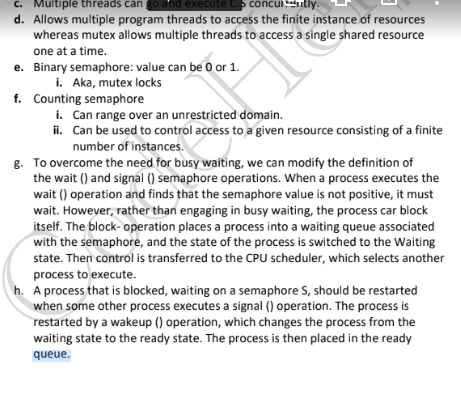 c. Multiple threads can go and execute C.S concurrently.
d. Allows multiple program threads to access the finite instance of resources
whereas mutex allows multiple threads to access a single shared resource
one at a time.
e. Binary semaphore: value can be 0 or 1.
i. Aka, mutex locks
f. Counting semaphore
i. Can range over an unrestricted domain.
ii. Can be used to control access to a given resource consisting of a finite
number of instances.
g. To overcome the need for busy waiting, we can modify the definition of
the wait () and signal () semaphore operations. When a process executes the
wait () operation and finds that the semaphore value is not positive, it must
wait. However, rather than engaging in busy waiting, the process car block
itself. The block- operation places a process into a waiting queue associated
with the semaphore, and the state of the process is switched to the Waiting
state. Then control is transferred to the CPU scheduler, which selects another
process to execute.
h. A process that is blocked, waiting on a semaphore S, should be restarted
when some other process executes a signal () operation. The process is
restarted by a wakeup () operation, which changes the process from the
waiting state to the ready state. The process is then placed in the ready
queue.